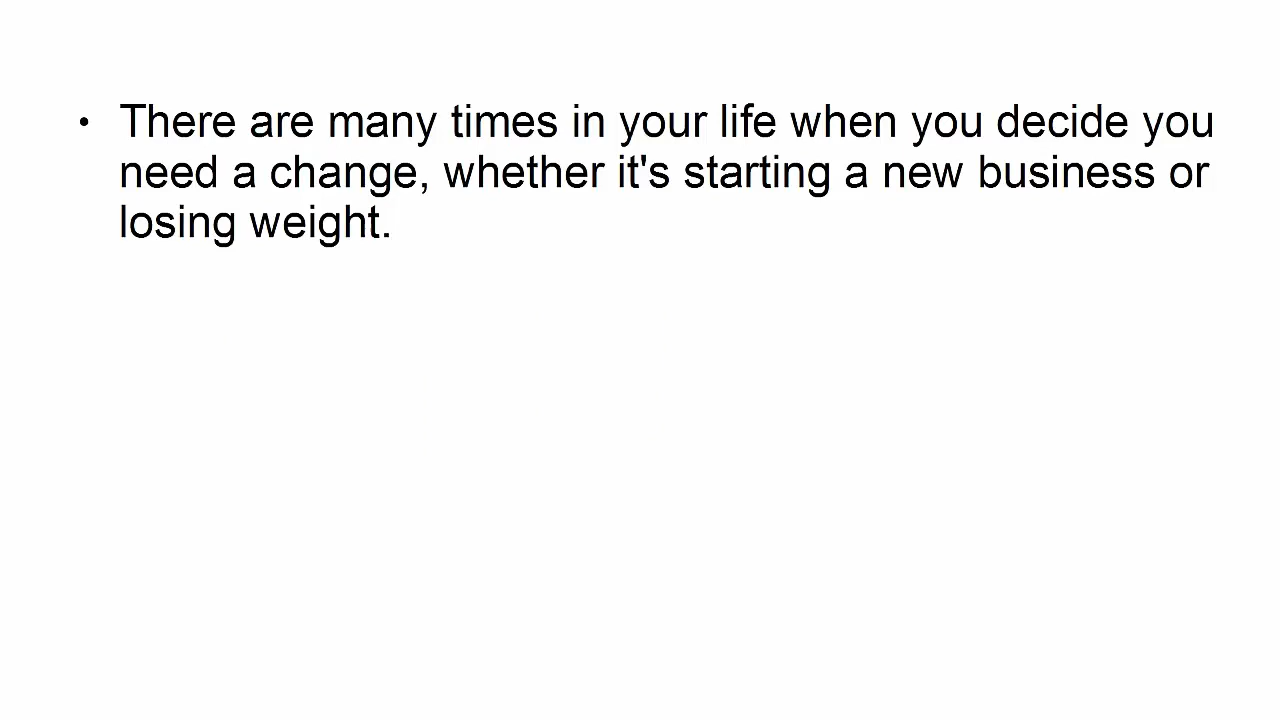 • There are many times in your life when you decide you
need a change, whether it's starting a new business or
losing weight.